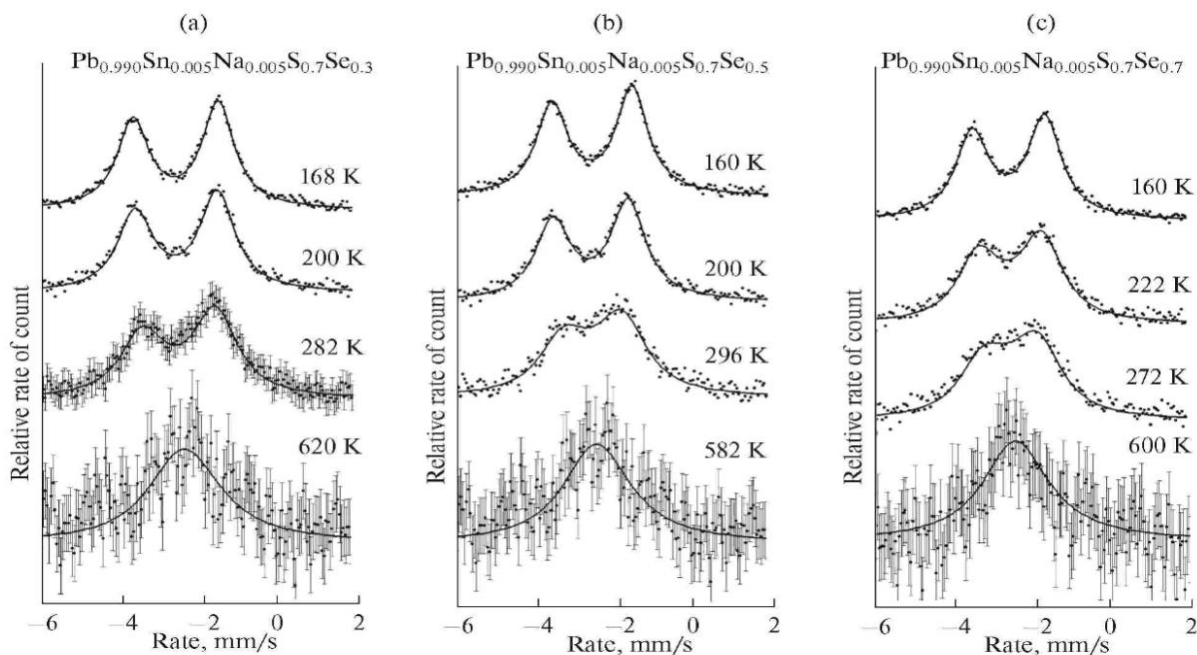 (a)
Pb0.990Sn0.005Na0.005S0.7Se0.3
168 K
200 K
282 K
620 K
Relative rate of count
−6 −4 −2 0 2
Rate, mm/s
(b)
Pb0.990Sn0.005Na0.005S0.7Se0.5
160 K
200 K
296 K
582 K
Relative rate of count
−6 −4 −2 0 2
Rate, mm/s
(c)
Pb0.990Sn0.005Na0.005S0.7Se0.7
160 K
222 K
272 K
600 K
Relative rate of count
−6 −4 −2 0 2
Rate, mm/s